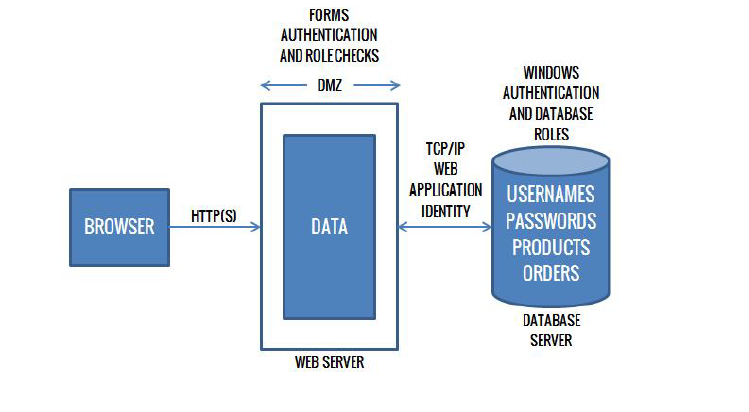 FORMS
AUTHENTICATION
AND ROLECHECKS
DMZ
WINDOWS
AUTHENTICATION
AND DATABASE
ROLES
BROWSER
HTTP(S)
DATA
WEB SERVER
TCP/IP
WEB
APPLICATION
IDENTITY
USERNAMES
PASSWORDS
PRODUCTS
ORDERS
DATABASE
SERVER